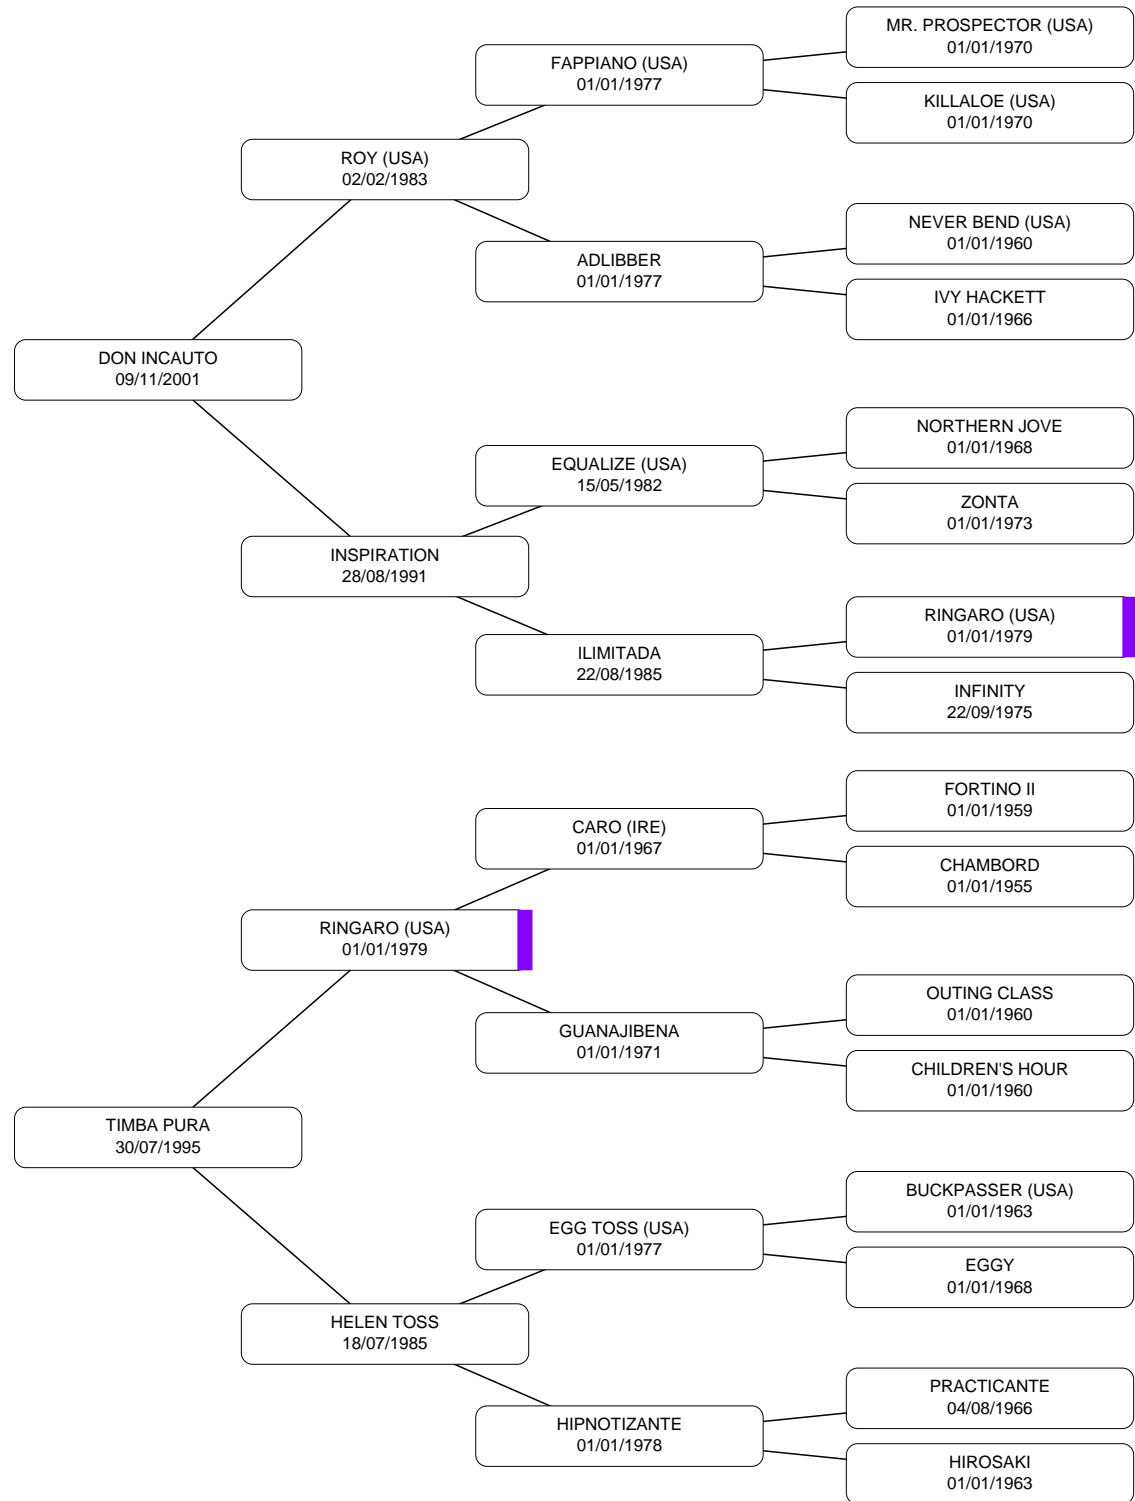 MR. PROSPECTOR (USA)
01/01/1970
FAPPIANO (USA)
01/01/1977
KILLALOE (USA)
01/01/1970
ROY (USA)
02/02/1983
NEVER BEND (USA)
01/01/1960
ADLIBBER
01/01/1977
IVY HACKETT
01/01/1966
DON INCAUTO
09/11/2001
NORTHERN JOVE
01/01/1968
EQUALIZE (USA)
15/05/1982
ZONTA
01/01/1973
INSPIRATION
28/08/1991
RINGARO (USA)
01/01/1979
ILIMITADA
22/08/1985
INFINITY
22/09/1975
FORTINO II
01/01/1959
CARO (IRE)
01/01/1967
CHAMBORD
01/01/1955
RINGARO (USA)
01/01/1979
OUTING CLASS
01/01/1960
GUANAJIBENA
01/01/1971
CHILDREN'S HOUR
01/01/1960
TIMBA PURA
30/07/1995
BUCKPASSER (USA)
01/01/1963
EGG TOSS (USA)
01/01/1977
EGGY
01/01/1968
HELEN TOSS
18/07/1985
PRACTICANTE
04/08/1966
HIPNOTIZANTE
01/01/1978
HIROSAKI
01/01/1963